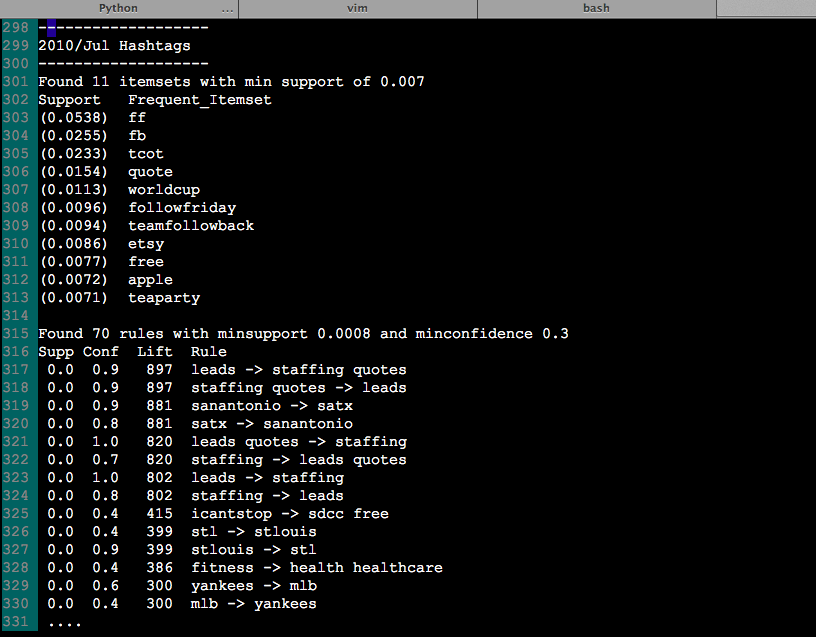 Python ... vim bash
298 -------------------
299 2010/Jul Hashtags
300 -------------------
301 Found 11 itemsets with min support of 0.007
302 Support   Frequent_Itemset
303 (0.0538)  ff
304 (0.0255)  fb
305 (0.0233)  tcot
306 (0.0154)  quote
307 (0.0113)  worldcup
308 (0.0096)  followfriday
309 (0.0094)  teamfollowback
310 (0.0086)  etsy
311 (0.0077)  free
312 (0.0072)  apple
313 (0.0071)  teaparty
314
315 Found 70 rules with minsupport 0.0008 and minconfidence 0.3
316 Supp Conf  Lift  Rule
317  0.0  0.9   897  leads -> staffing quotes
318  0.0  0.9   897  staffing quotes -> leads
319  0.0  0.9   881  sanantonio -> satx
320  0.0  0.8   881  satx -> sanantonio
321  0.0  1.0   820  leads quotes -> staffing
322  0.0  0.7   820  staffing -> leads quotes
323  0.0  1.0   802  leads -> staffing
324  0.0  0.8   802  staffing -> leads
325  0.0  0.4   415  icantstop -> sdcc free
326  0.0  0.4   399  stl -> stlouis
327  0.0  0.9   399  stlouis -> stl
328  0.0  0.4   386  fitness -> health healthcare
329  0.0  0.6   300  yankees -> mlb
330  0.0  0.4   300  mlb -> yankees
331  ....